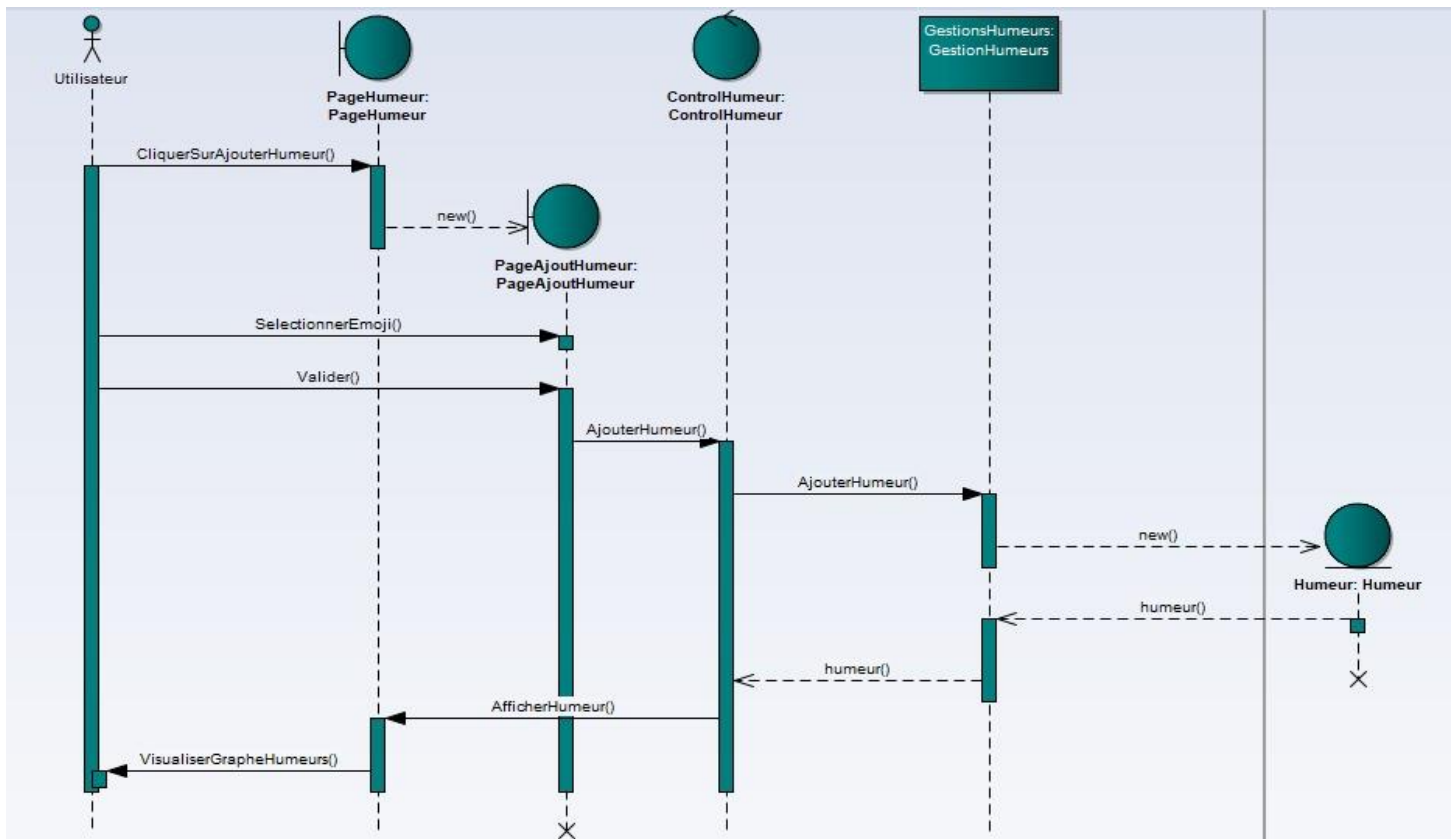 Utilisateur
PageHumeur:
PageHumeur
ControlHumeur:
ControlHumeur
GestionsHumeurs:
GestionHumeurs
CliquerSurAjouterHumeur()
new()
PageAjoutHumeur:
PageAjoutHumeur
SelectionnerEmoji()
Valider()
AjouterHumeur()
AjouterHumeur()
new()
Humeur: Humeur
humeur()
humeur()
AfficherHumeur()
VisualiserGrapheHumeurs()